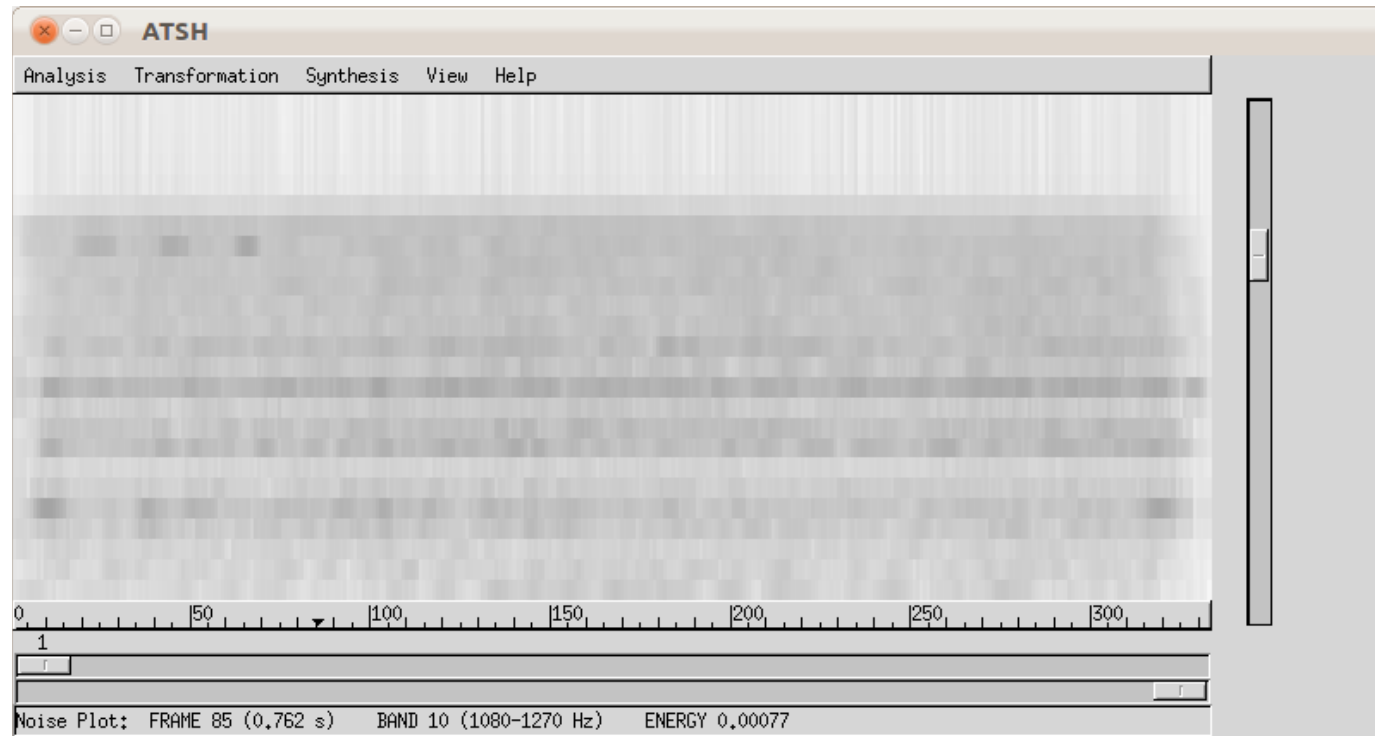 ATSH
Analysis Transformation Synthesis View Help
0 50 100 150 200 250 300
1
Noise Plot: FRAME 85 (0.762 s) BAND 10 (1080-1270 Hz) ENERGY 0.00077